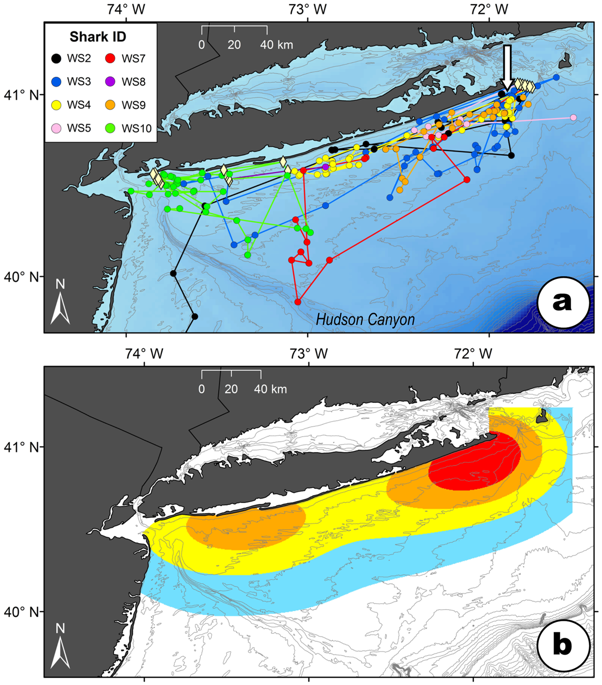 74° W 73° W 72° W
Shark ID
WS2 WS7
WS3 WS8
WS4 WS9
WS5 WS10
0 20 40 km
41° N
40° N
N
Hudson Canyon
a
74° W 73° W 72° W
0 20 40 km
41° N
40° N
N
b